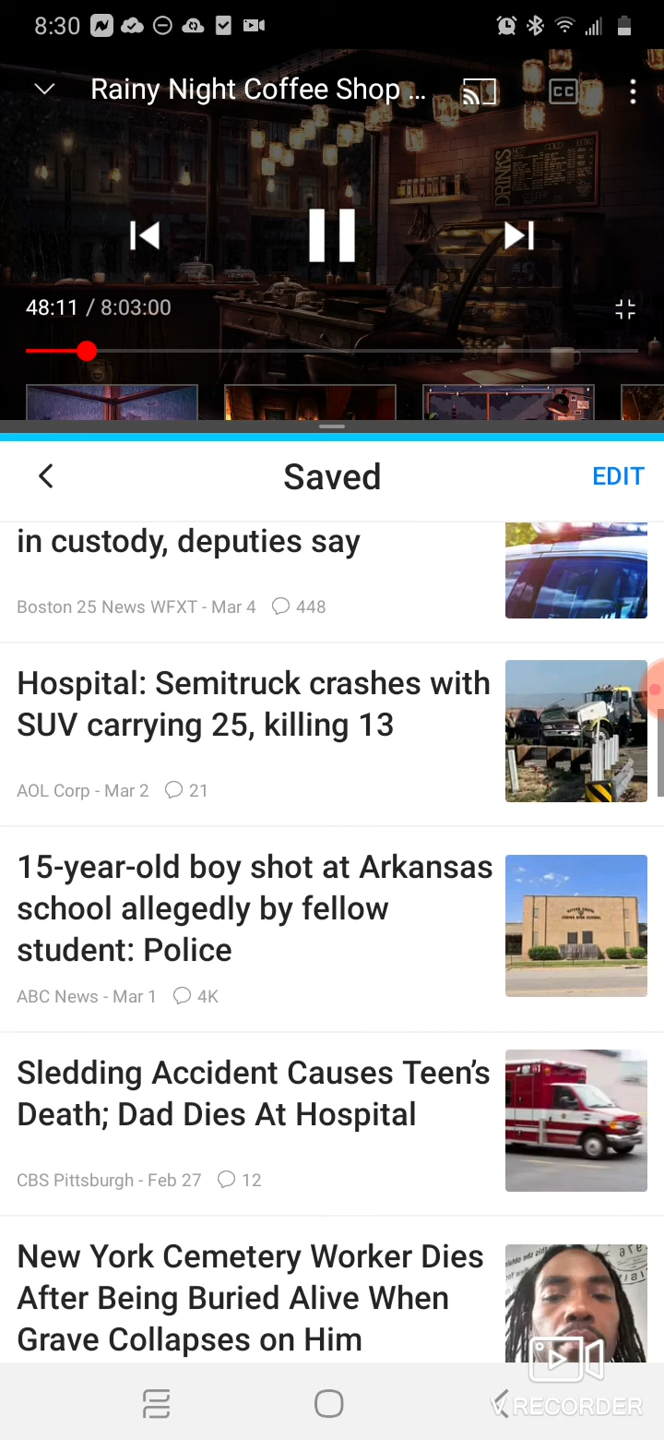 8:30
Rainy Night Coffee Shop ...
CC
DRINKS
48:11 / 8:03:00
Saved
EDIT
in custody, deputies say
Boston 25 News WFXT - Mar 4 448
Hospital: Semitruck crashes with
SUV carrying 25, killing 13
AOL Corp - Mar 2 21
15-year-old boy shot at Arkansas
school allegedly by fellow
student: Police
ABC News - Mar 1 4K
Sledding Accident Causes Teen’s
Death; Dad Dies At Hospital
CBS Pittsburgh - Feb 27 12
New York Cemetery Worker Dies
After Being Buried Alive When
Grave Collapses on Him
V RECORDER